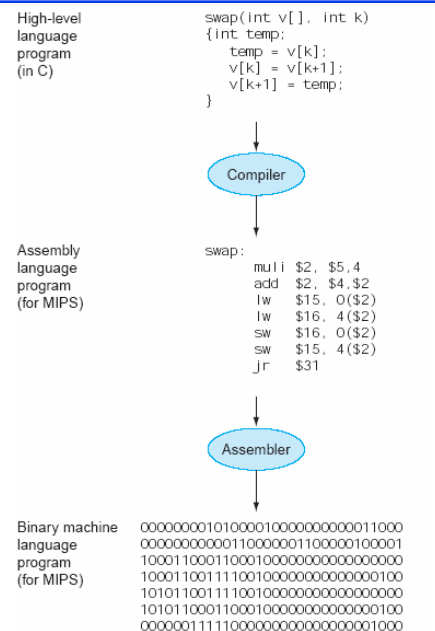 High-level
language
program
(in C)
swap(int v[], int k)
{int temp;
temp = v[k];
v[k] = v[k+1];
v[k+1] = temp;
}
Compiler
Assembly
language
program
(for MIPS)
swap:
muli $2, $5,4
add $2, $4,$2
lw $15, 0($2)
lw $16, 4($2)
sw $16, 0($2)
sw $15, 4($2)
jr $31
Assembler
Binary machine
language
program
(for MIPS)
00000000101000010000000000011000
00000000000110000001100000100001
10001100011000100000000000000000
10001100111100100000000000000100
10101100111100100000000000000000
10101100011000100000000000000100
00000011111000000000000000001000